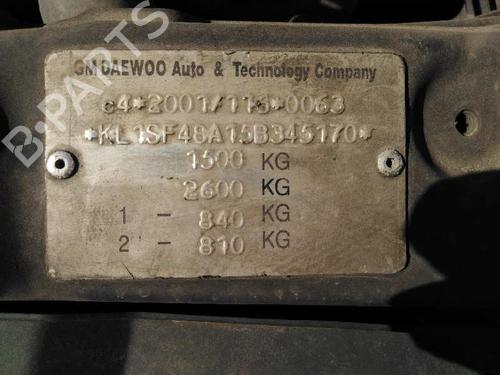 GM DAEWOO Auto & Technology Company
e4*2001/116*0063
*KL1SF48A15B345170*
1500 KG
2600 KG
1 - 840 KG
2 - 810 KG
B-PARTS